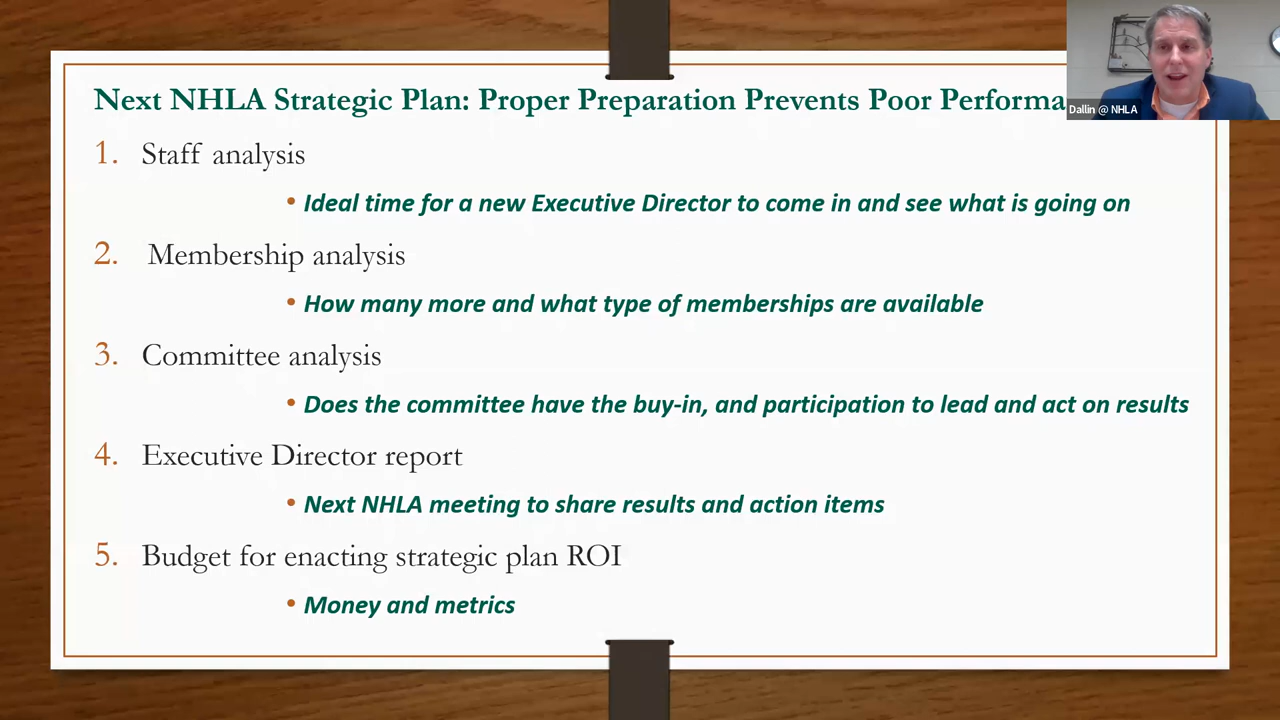 Next NHLA Strategic Plan: Proper Preparation Prevents Poor Performa
Dallin @ NHLA
1. Staff analysis
• Ideal time for a new Executive Director to come in and see what is going on
2. Membership analysis
• How many more and what type of memberships are available
3. Committee analysis
• Does the committee have the buy-in, and participation to lead and act on results
4. Executive Director report
• Next NHLA meeting to share results and action items
5. Budget for enacting strategic plan ROI
• Money and metrics